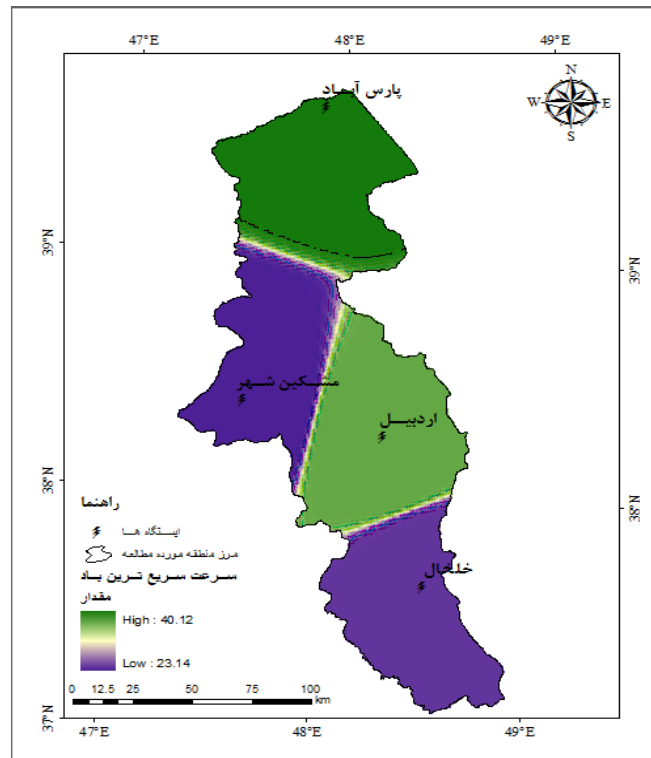 47°E 48°E 49°E
پارس آباد
N
W E
S
39°N 39°N
مشکین شهر
اردبیل
38°N 38°N
خلخال
راهنما
ایستگاه ها
مرز منطقه مورده مطالعه
سرعت سریع ترین باد
مقدار
High : 40.12
Low : 23.14
0 12.5 25 50 75 100
km
37°N
47°E 48°E 49°E